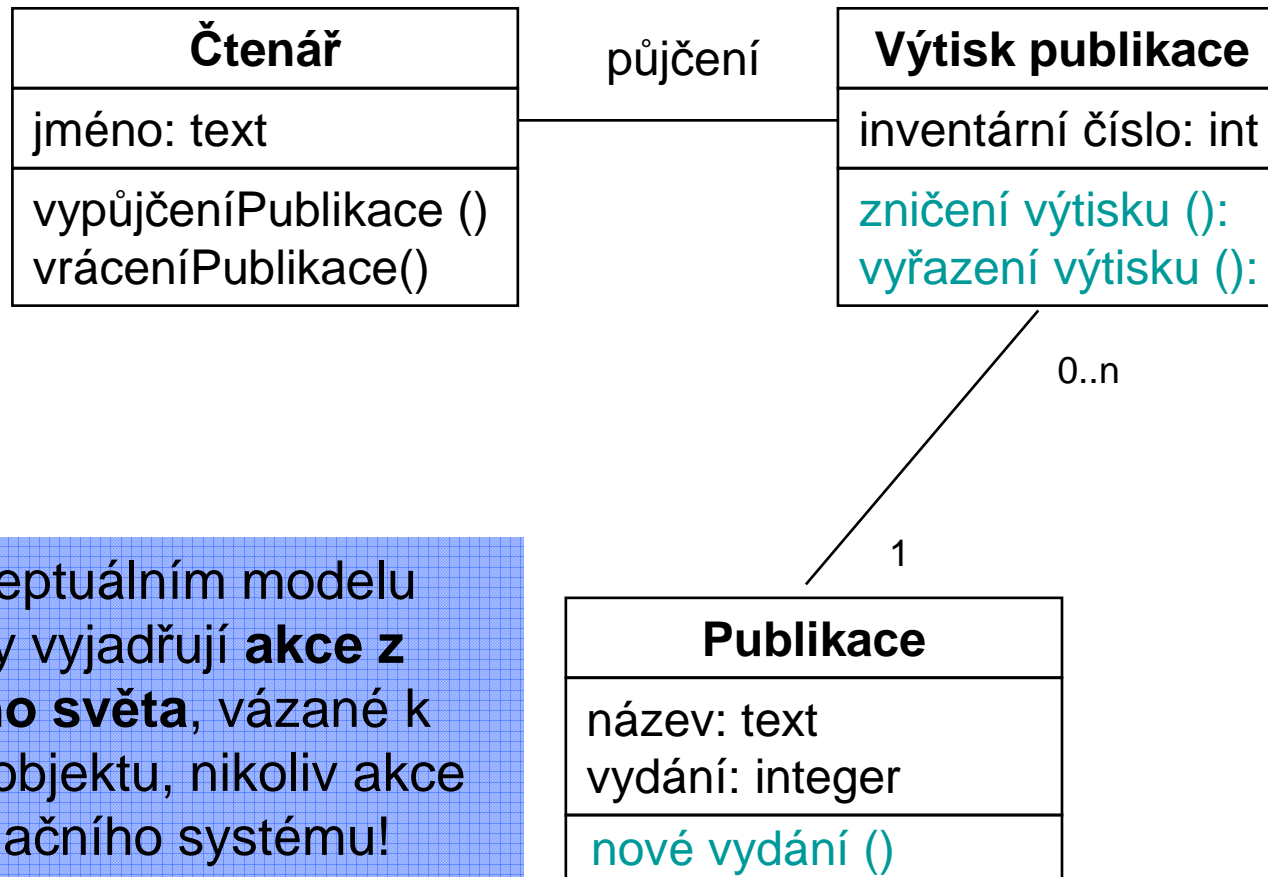 Čtenář
jméno: text
vypůjčeníPublikace ()
vráceníPublikace()
půjčení
Výtisk publikace
inventární číslo: int
zničení výtisku ():
vyřazení výtisku ():
0..n
1
Publikace
název: text
vydání: integer
nové vydání ()
eptuálním modelu
y vyjadřují akce z
o světa, vázané k
objektu, nikoliv akce
ačního systému!